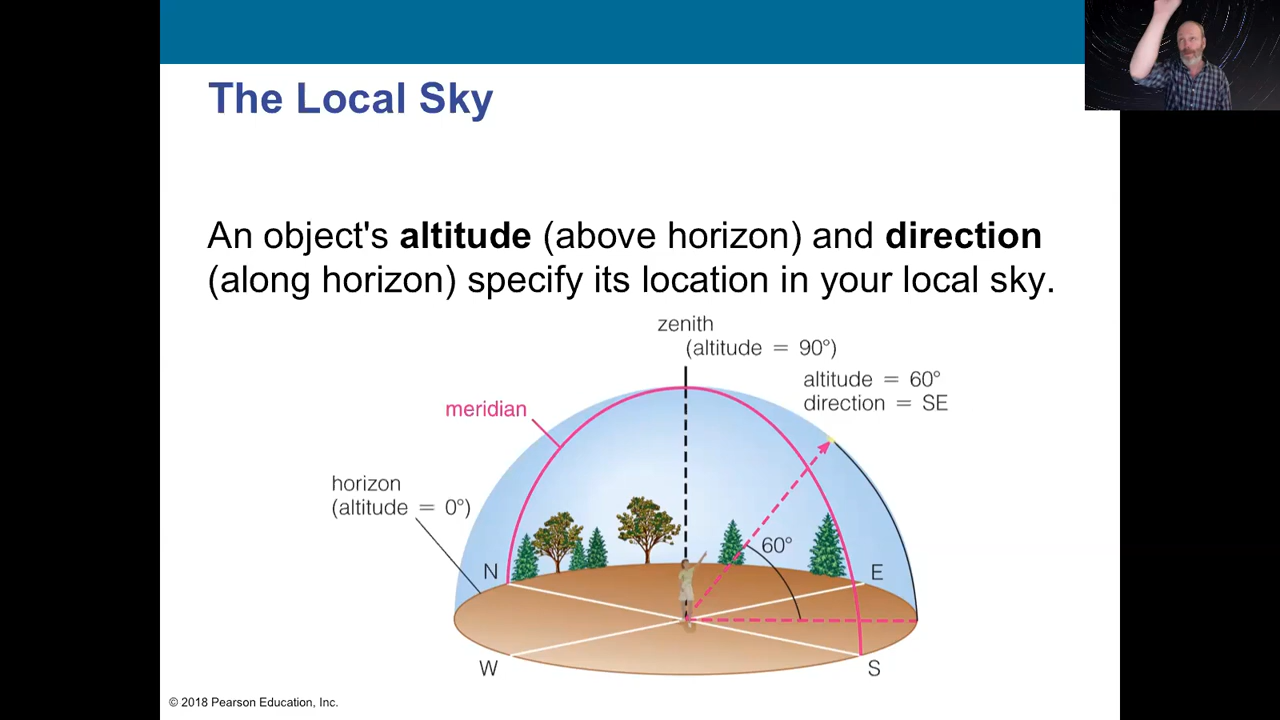 The Local Sky
An object's altitude (above horizon) and direction
(along horizon) specify its location in your local sky.
zenith
(altitude = 90°)
altitude = 60°
direction = SE
meridian
horizon
(altitude = 0°)
60°
N
E
W
S
© 2018 Pearson Education, Inc.